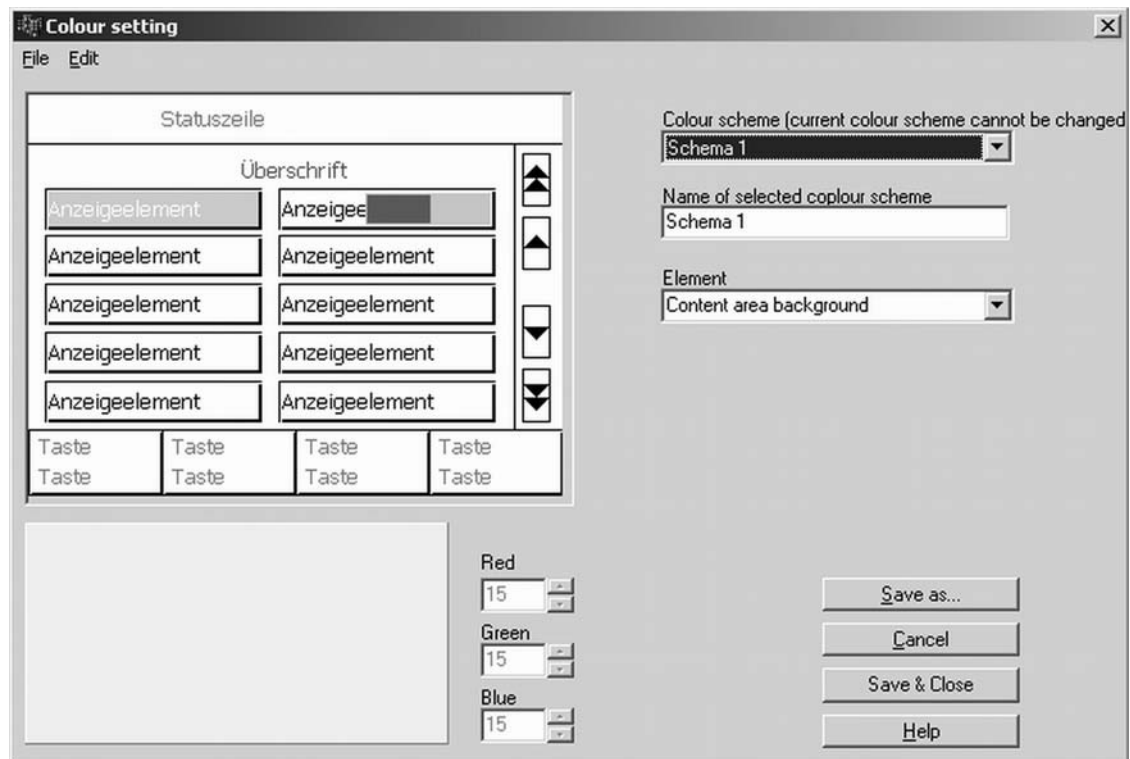 Colour setting
File Edit
Statuszeile
Überschrift
Anzeigeelement Anzeigee
Anzeigeelement Anzeigeelement
Anzeigeelement Anzeigeelement
Anzeigeelement Anzeigeelement
Anzeigeelement Anzeigeelement
Taste Taste Taste Taste
Taste Taste Taste Taste
Colour scheme (current colour scheme cannot be changed
Schema 1
Name of selected coplour scheme
Schema 1
Element
Content area background
Red
15
Green
15
Blue
15
Save as...
Cancel
Save & Close
Help